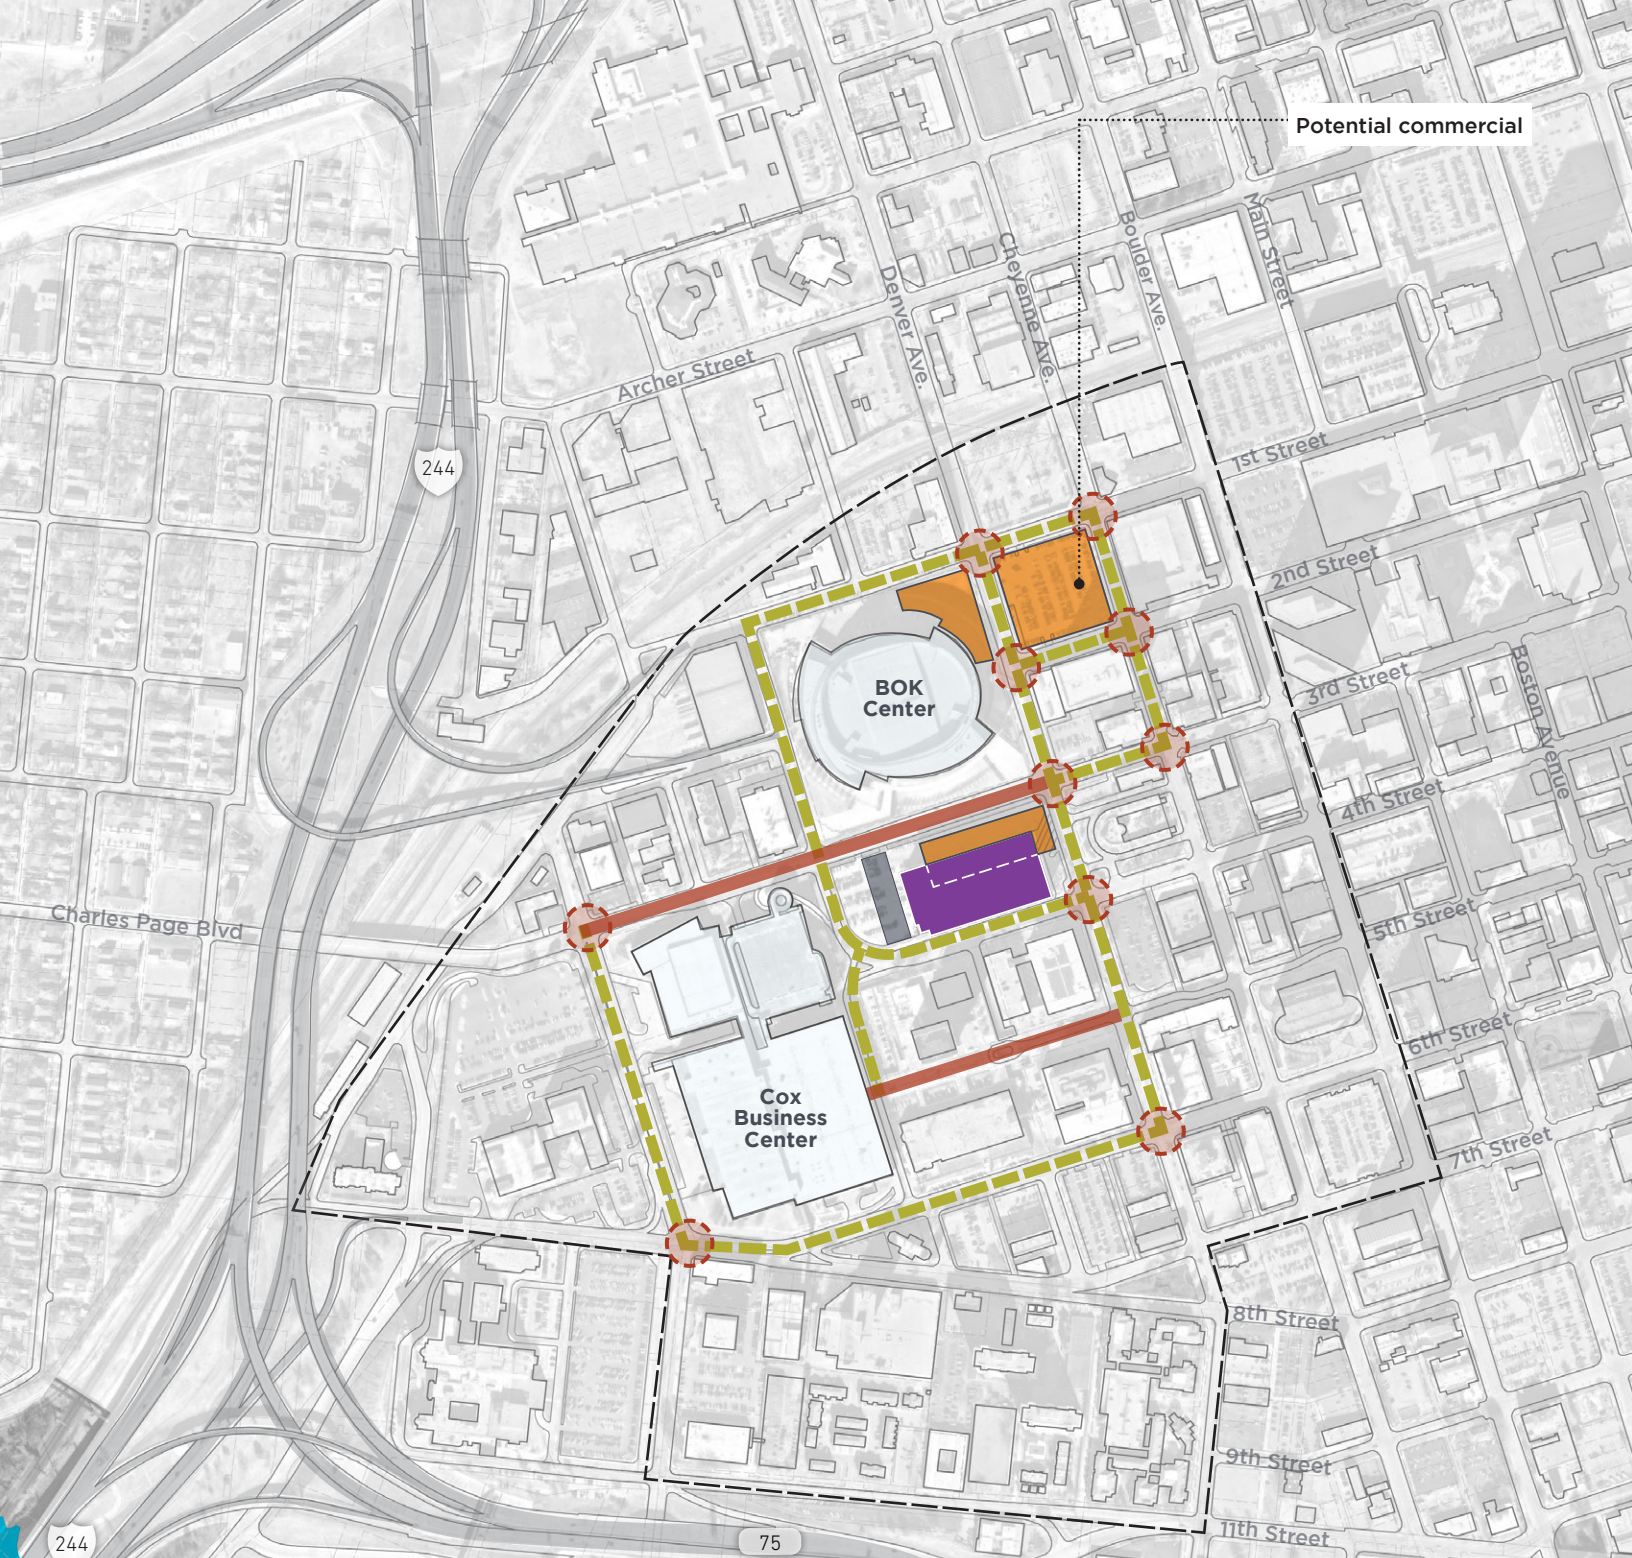 Potential commercial
Main Street
Boulder Ave.
Cheyenne Ave.
Denver Ave.
Archer Street
1st Street
244
2nd Street
3rd Street
Boston Avenue
BOK
Center
4th Street
Charles Page Blvd
5th Street
6th Street
Cox
Business
Center
7th Street
8th Street
9th Street
11th Street
244
75